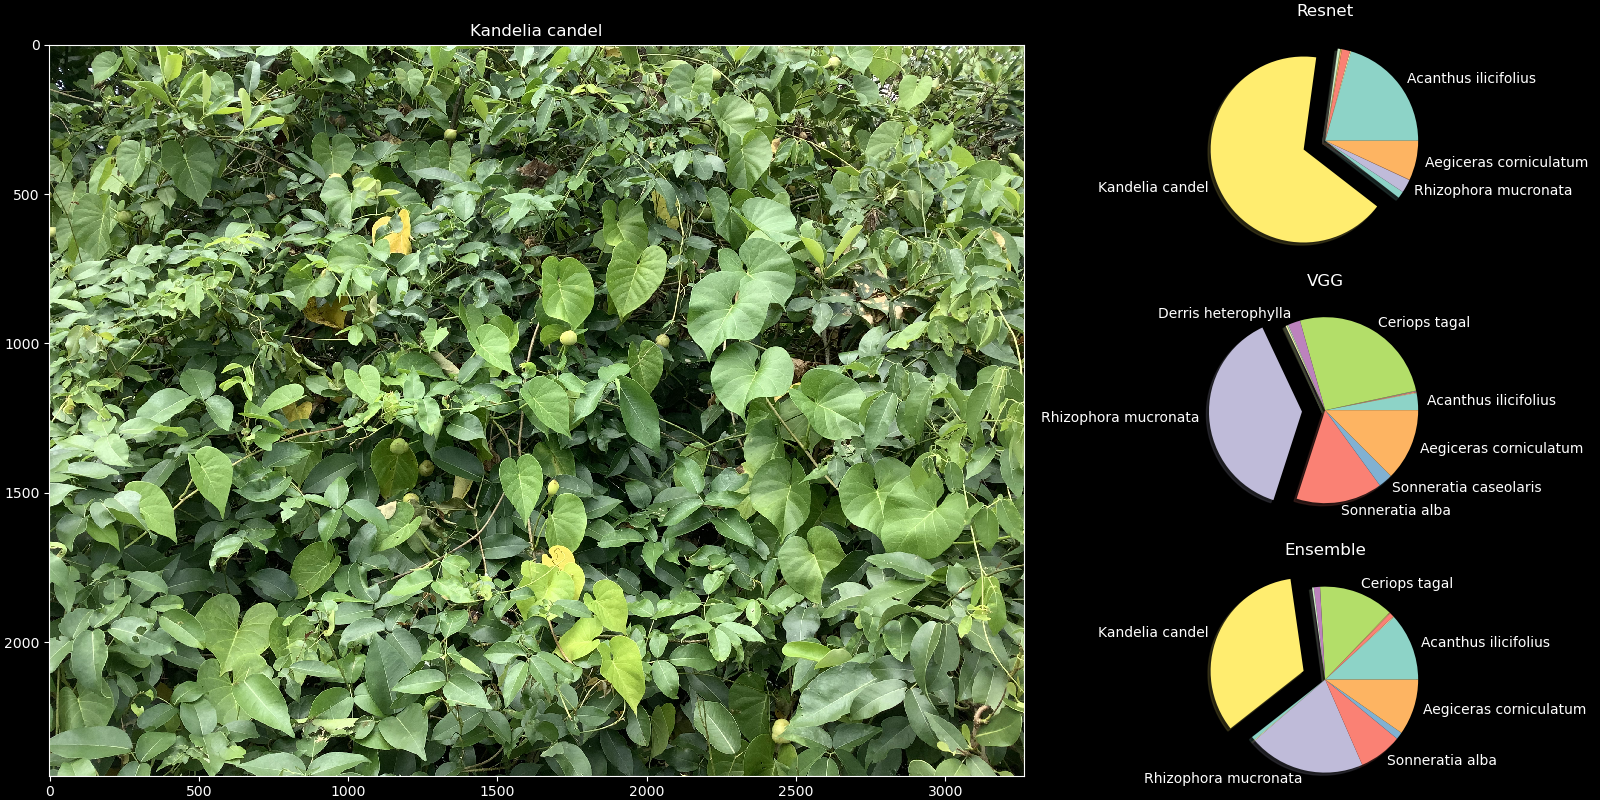 Kandelia candel
0
500
1000
1500
2000
0
500
1000
1500
2000
2500
3000
Resnet
Acanthus ilicifolius
Aegiceras corniculatum
Rhizophora mucronata
Kandelia candel
VGG
Derris heterophylla
Ceriops tagal
Acanthus ilicifolius
Rhizophora mucronata
Aegiceras corniculatum
Sonneratia caseolaris
Sonneratia alba
Ensemble
Ceriops tagal
Kandelia candel
Acanthus ilicifolius
Aegiceras corniculatum
Sonneratia alba
Rhizophora mucronata